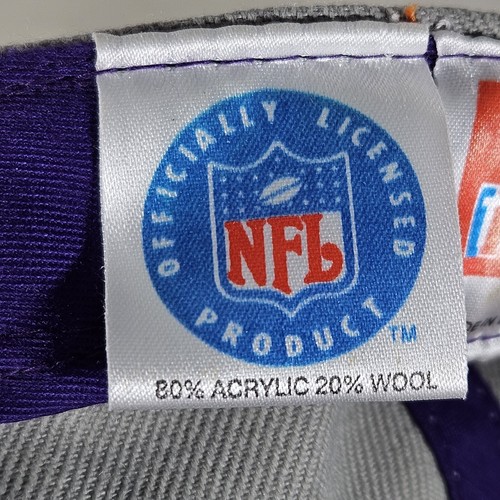 OFFICIALLY LICENSED
NFL
PRODUCT
TM
80% ACRYLIC 20% WOOL